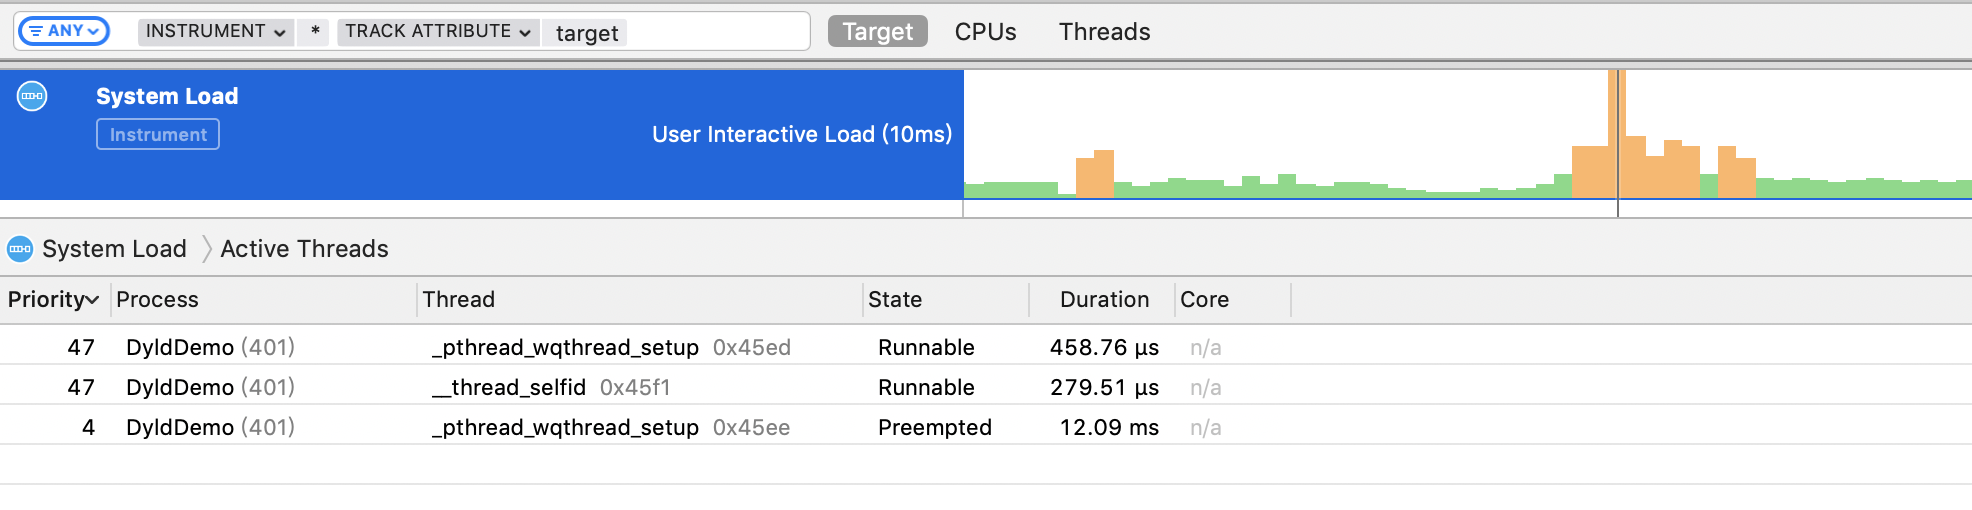 ANY INSTRUMENT * TRACK ATTRIBUTE target Target CPUs Threads
System Load
Instrument
User Interactive Load (10ms)
System Load Active Threads
Priority Process Thread State Duration Core
47 DyldDemo (401) _pthread_wqthread_setup 0x45ed Runnable 458.76 µs n/a
47 DyldDemo (401) __thread_selfid 0x45f1 Runnable 279.51 µs n/a
4 DyldDemo (401) _pthread_wqthread_setup 0x45ee Preempted 12.09 ms n/a